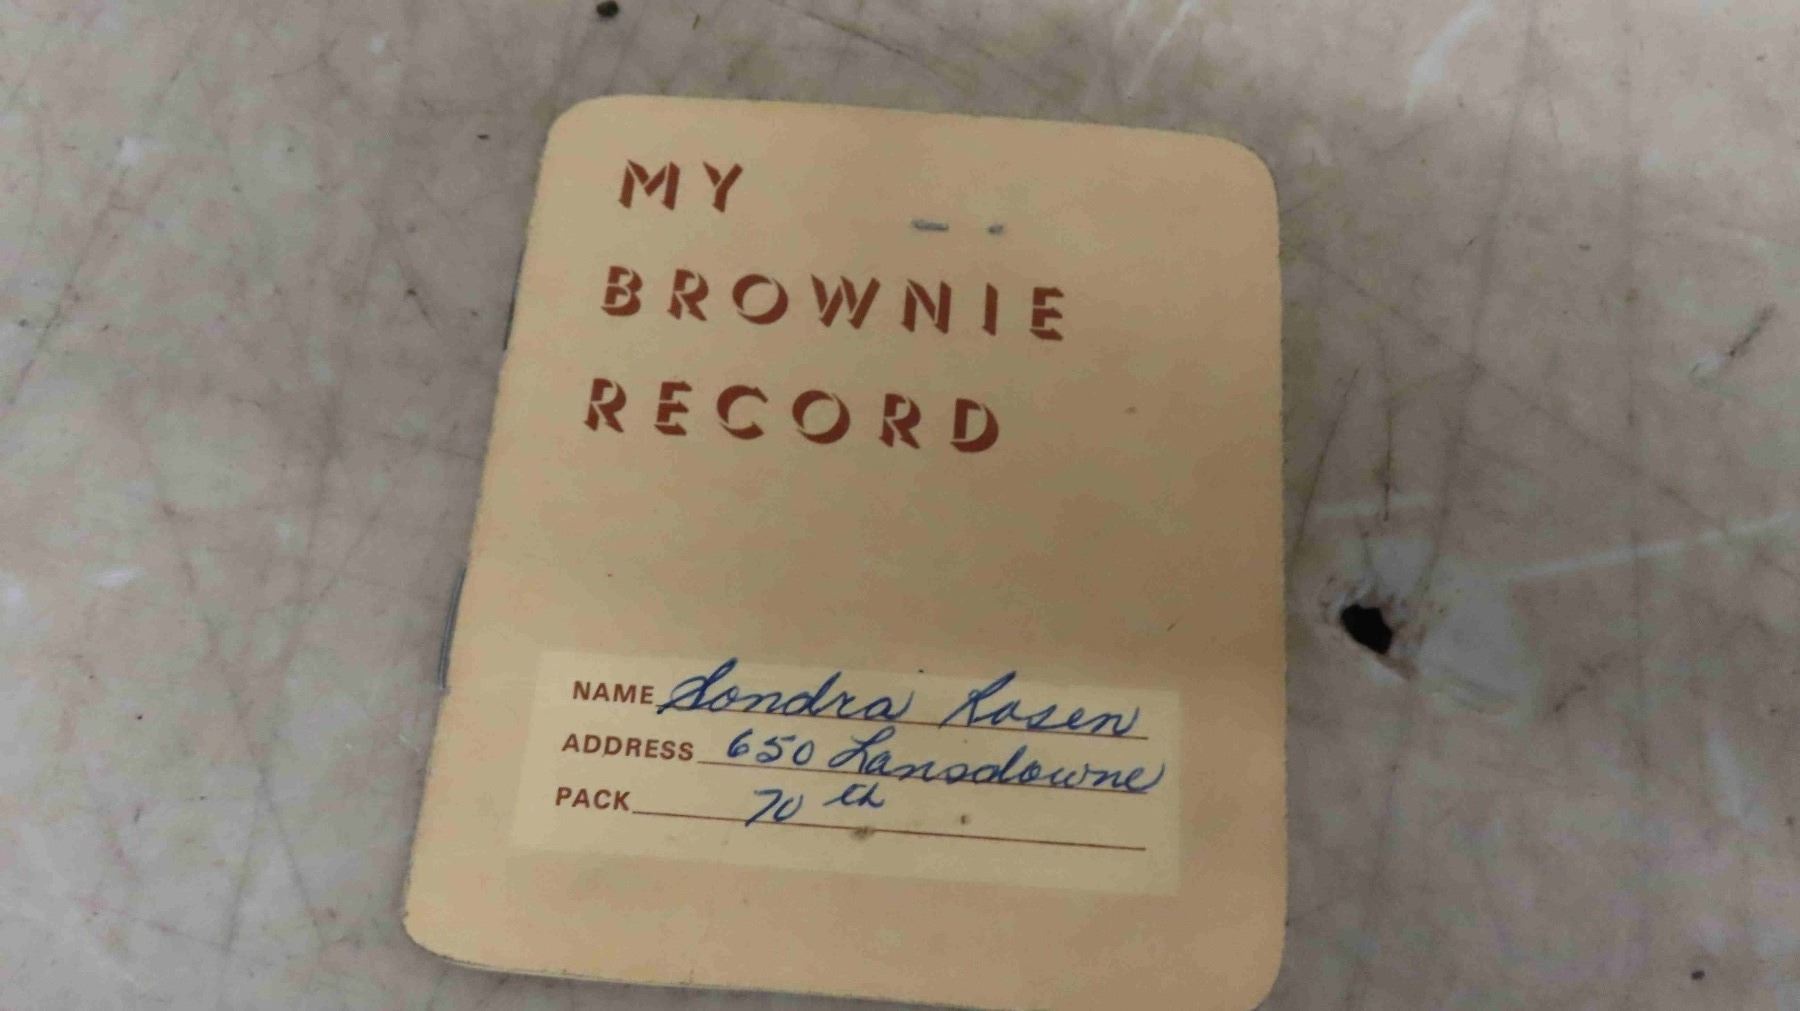 MY
BROWNIE
RECORD
NAME Sondra Rosen
ADDRESS 650 Lansdowne
PACK 70th